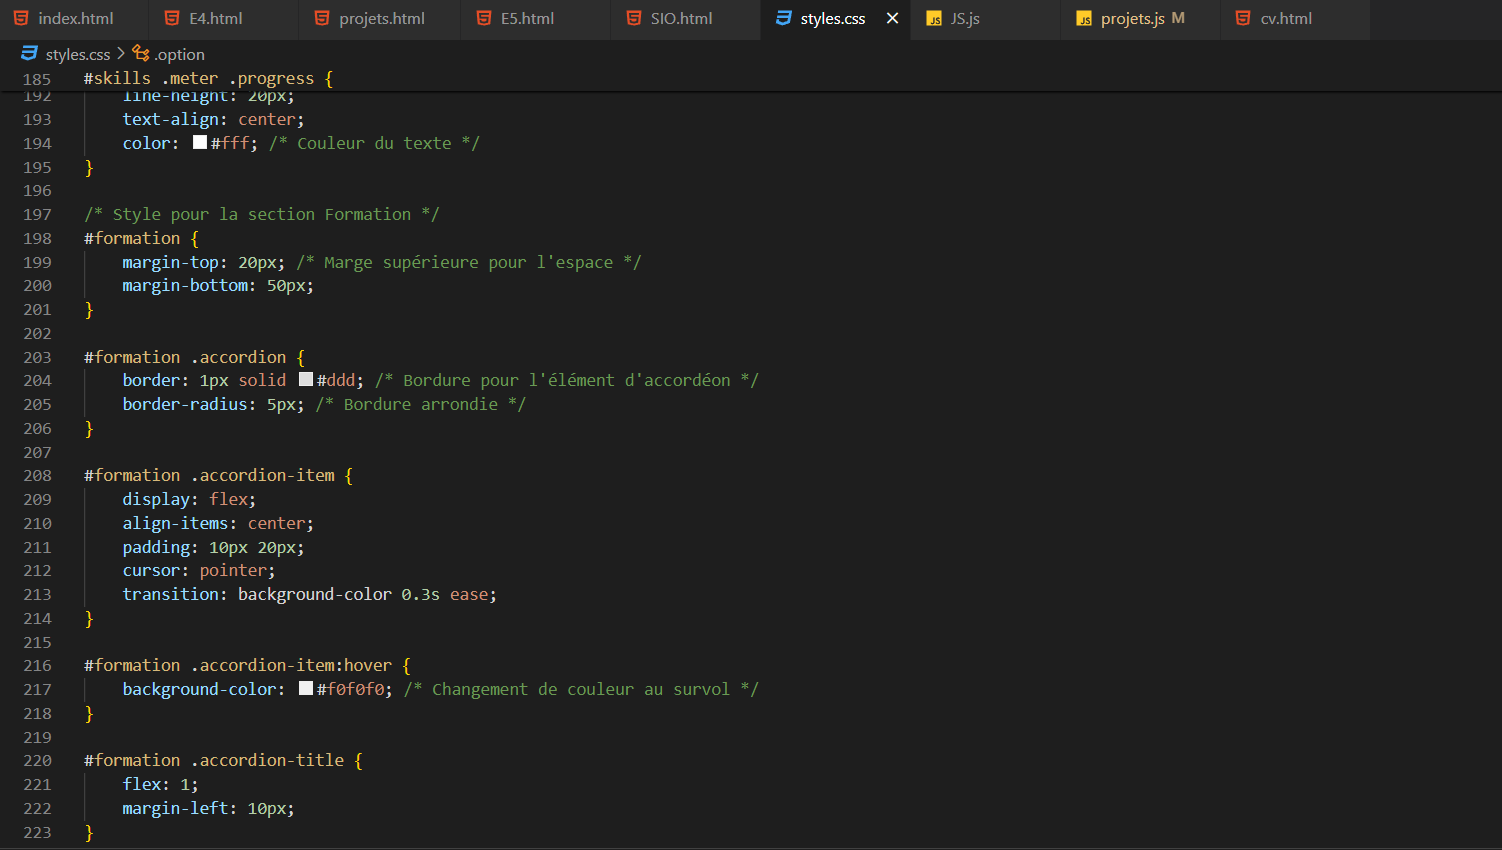 index.html E4.html projets.html E5.html SIO.html styles.css JS JS.js JS projets.js M cv.html
styles.css > .option
185 #skills .meter .progress {
192 line-height: 20px;
193 text-align: center;
194 color: #fff; /* Couleur du texte */
195 }
196
197 /* Style pour la section Formation */
198 #formation {
199 margin-top: 20px; /* Marge supérieure pour l'espace */
200 margin-bottom: 50px;
201 }
202
203 #formation .accordion {
204 border: 1px solid #ddd; /* Bordure pour l'élément d'accordéon */
205 border-radius: 5px; /* Bordure arrondie */
206 }
207
208 #formation .accordion-item {
209 display: flex;
210 align-items: center;
211 padding: 10px 20px;
212 cursor: pointer;
213 transition: background-color 0.3s ease;
214 }
215
216 #formation .accordion-item:hover {
217 background-color: #f0f0f0; /* Changement de couleur au survol */
218 }
219
220 #formation .accordion-title {
221 flex: 1;
222 margin-left: 10px;
223 }